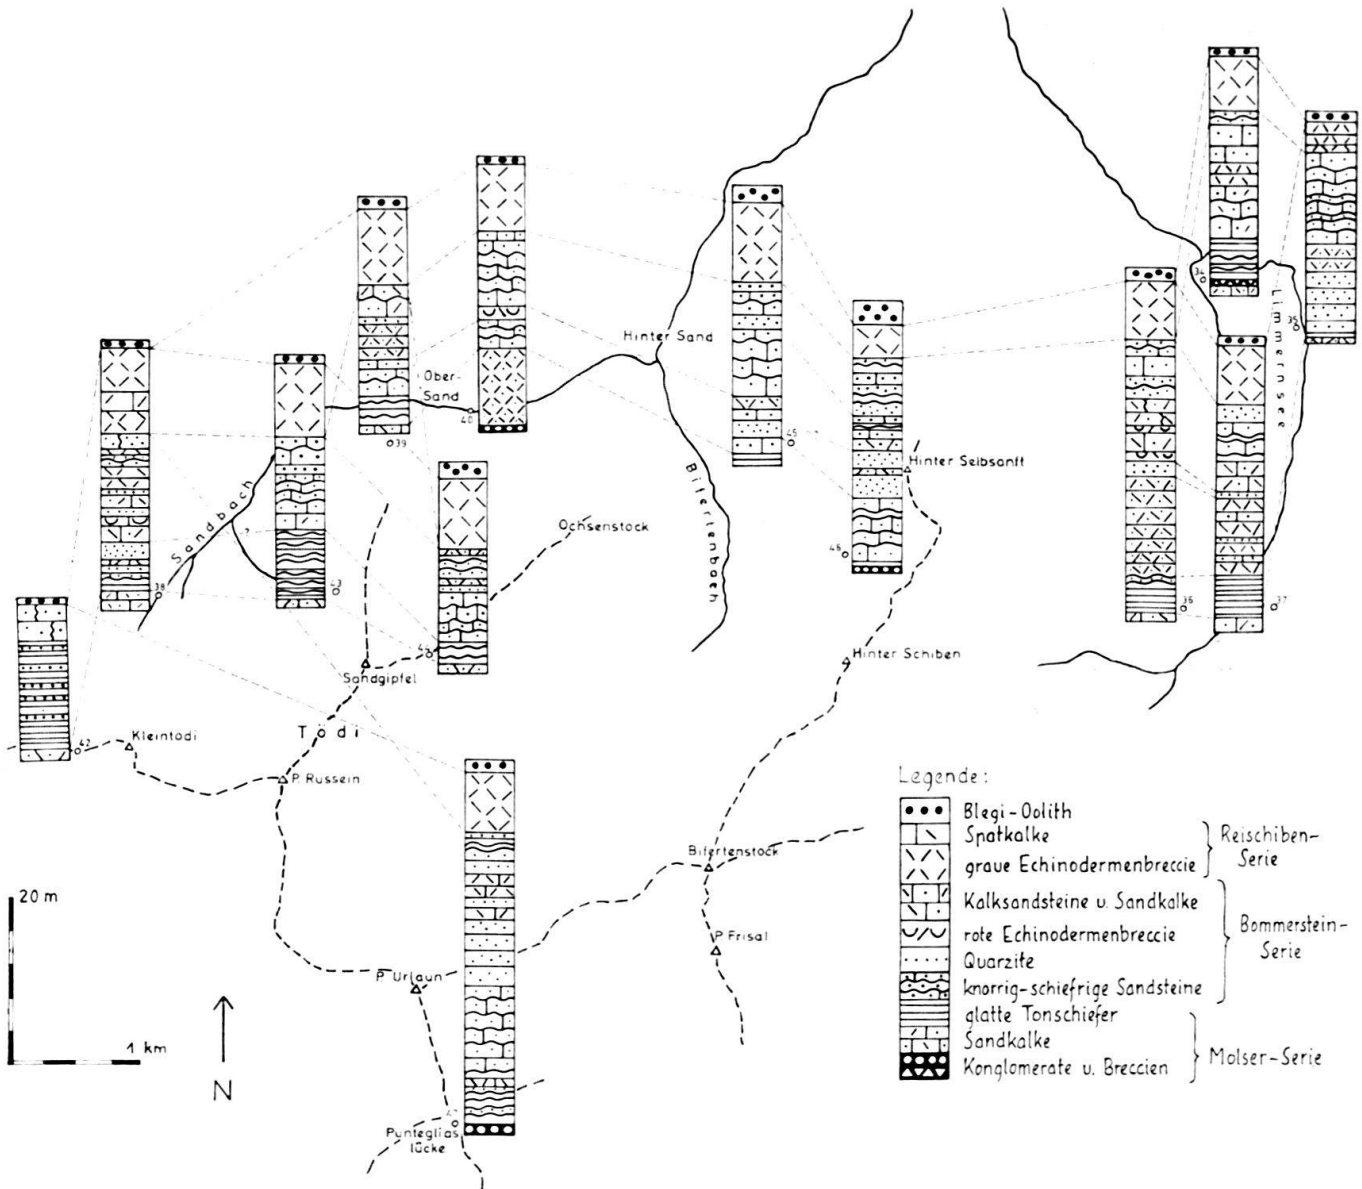 34
35
Limmernsee
Hinter Sand
Ober-
Sand
40
39
45
Hinter Selbsanft
Bifertenbach
Ochsenstock
Sandbach
?
46
38
43
36
37
Hinter Schiben
Sandgipfel
Tödi
42
Kleintödi
P. Russein
Bifertenstock
P. Frisal
P. Urlaun
Punteglias
lücke
20 m
1 km
N
Legende:
Blegi-Oolith
Spatkalke
graue Echinodermenbreccie
Reischiben-
Serie
Kalksandsteine u. Sandkalke
rote Echinodermenbreccie
Quarzite
knorrig-schiefrige Sandsteine
Bommerstein-
Serie
glatte Tonschiefer
Sandkalke
Konglomerate u. Breccien
Molser-Serie